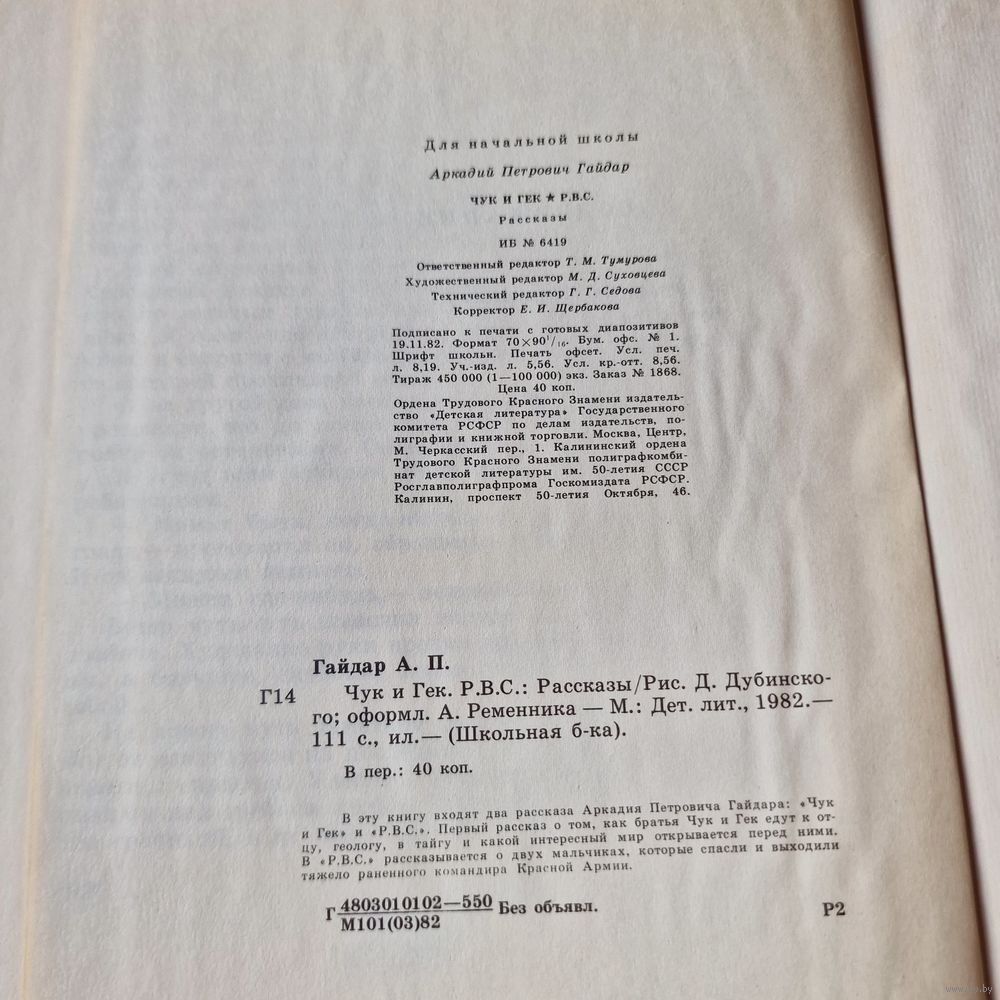 Для начальной школы
Аркадий Петрович Гайдар
ЧУК И ГЕК ★ Р.В.С.
Рассказы
ИБ № 6419
Ответственный редактор Т. М. Тумурова
Художественный редактор М. Д. Суховцева
Технический редактор Г. Г. Седова
Корректор Е. И. Щербакова
Подписано к печати с готовых диапозитивов
19.11.82. Формат 70×90¹/₁₆. Бум. офс. № 1.
Шрифт школьн. Печать офсет. Усл. печ.
л. 8,19. Уч.-изд. л. 5,56. Усл. кр.-отт. 8,56.
Тираж 450 000 (1—100 000) экз. Заказ № 1868.
Цена 40 коп.
Ордена Трудового Красного Знамени издатель-
ство «Детская литература» Государственного
комитета РСФСР по делам издательств, по-
лиграфии и книжной торговли. Москва, Центр,
М. Черкасский пер., 1. Калининский ордена
Трудового Красного Знамени полиграфкомби-
нат детской литературы им. 50-летия СССР
Росглавполиграфпрома Госкомиздата РСФСР.
Калинин, проспект 50-летия Октября, 46.
Гайдар А. П.
Г14 Чук и Гек. Р.В.С.: Рассказы/Рис. Д. Дубинско-
го; оформл. А. Ременника — М.: Дет. лит., 1982.—
111 с., ил.— (Школьная б-ка).
В пер.: 40 коп.
В эту книгу входят два рассказа Аркадия Петровича Гайдара: «Чук
и Гек» и «Р.В.С.». Первый рассказ о том, как братья Чук и Гек едут к от-
цу, геологу, в тайгу и какой интересный мир открывается перед ними.
В «Р.В.С.» рассказывается о двух мальчиках, которые спасли и выходили
тяжело раненного командира Красной Армии.
Г 4803010102—550 Без объявл.
М101(03)82
Р2